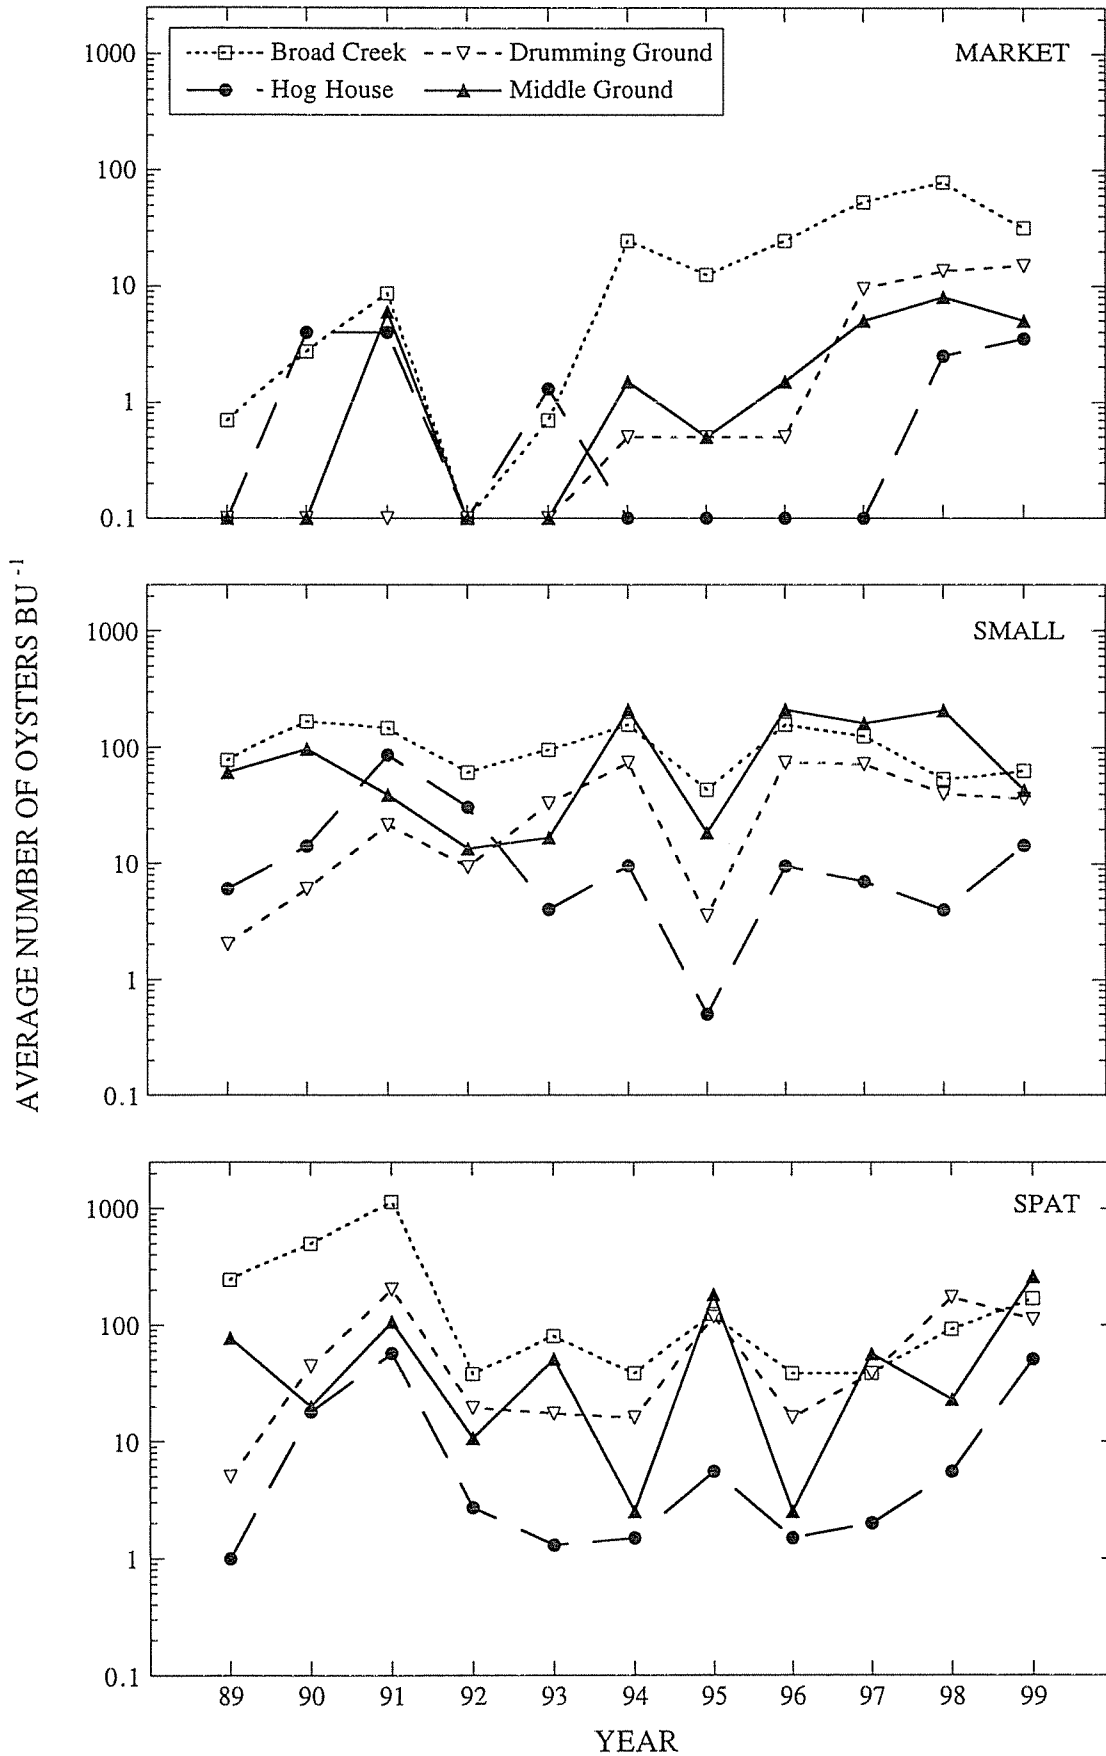 Broad Creek Drumming Ground
Hog House Middle Ground
MARKET
1000
100
10
1
0.1
AVERAGE NUMBER OF OYSTERS BU⁻¹
SMALL
1000
100
10
1
0.1
SPAT
1000
100
10
1
0.1
89 90 91 92 93 94 95 96 97 98 99
YEAR